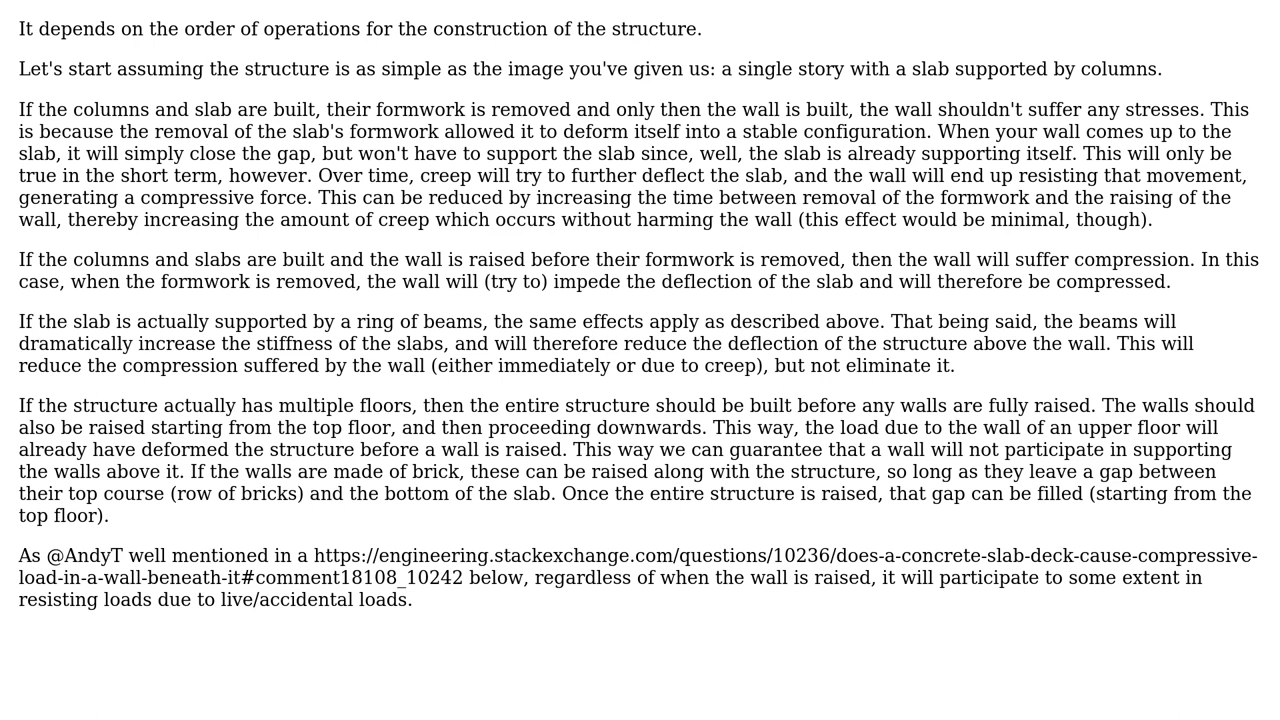 It depends on the order of operations for the construction of the structure.
Let's start assuming the structure is as simple as the image you've given us: a single story with a slab supported by columns.
If the columns and slab are built, their formwork is removed and only then the wall is built, the wall shouldn't suffer any stresses. This
is because the removal of the slab's formwork allowed it to deform itself into a stable configuration. When your wall comes up to the
slab, it will simply close the gap, but won't have to support the slab since, well, the slab is already supporting itself. This will only be
true in the short term, however. Over time, creep will try to further deflect the slab, and the wall will end up resisting that movement,
generating a compressive force. This can be reduced by increasing the time between removal of the formwork and the raising of the
wall, thereby increasing the amount of creep which occurs without harming the wall (this effect would be minimal, though).
If the columns and slabs are built and the wall is raised before their formwork is removed, then the wall will suffer compression. In this
case, when the formwork is removed, the wall will (try to) impede the deflection of the slab and will therefore be compressed.
If the slab is actually supported by a ring of beams, the same effects apply as described above. That being said, the beams will
dramatically increase the stiffness of the slabs, and will therefore reduce the deflection of the structure above the wall. This will
reduce the compression suffered by the wall (either immediately or due to creep), but not eliminate it.
If the structure actually has multiple floors, then the entire structure should be built before any walls are fully raised. The walls should
also be raised starting from the top floor, and then proceeding downwards. This way, the load due to the wall of an upper floor will
already have deformed the structure before a wall is raised. This way we can guarantee that a wall will not participate in supporting
the walls above it. If the walls are made of brick, these can be raised along with the structure, so long as they leave a gap between
their top course (row of bricks) and the bottom of the slab. Once the entire structure is raised, that gap can be filled (starting from the
top floor).
As @AndyT well mentioned in a https://engineering.stackexchange.com/questions/10236/does-a-concrete-slab-deck-cause-compressive-
load-in-a-wall-beneath-it#comment18108_10242 below, regardless of when the wall is raised, it will participate to some extent in
resisting loads due to live/accidental loads.